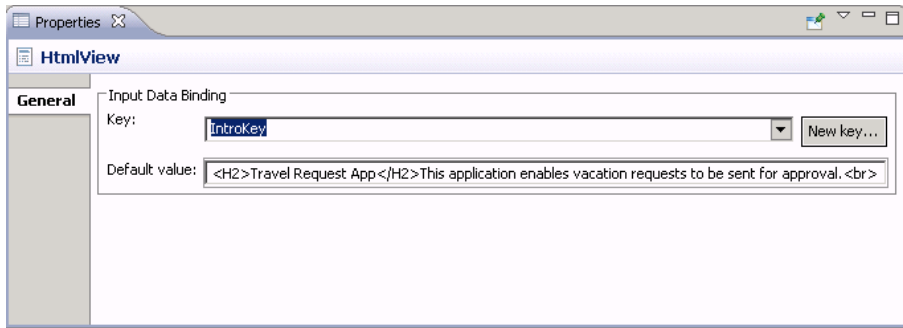 Properties
HtmlView
General
Input Data Binding
Key:
IntroKey
New key...
Default value:
<H2>Travel Request App</H2>This application enables vacation requests to be sent for approval.<br>